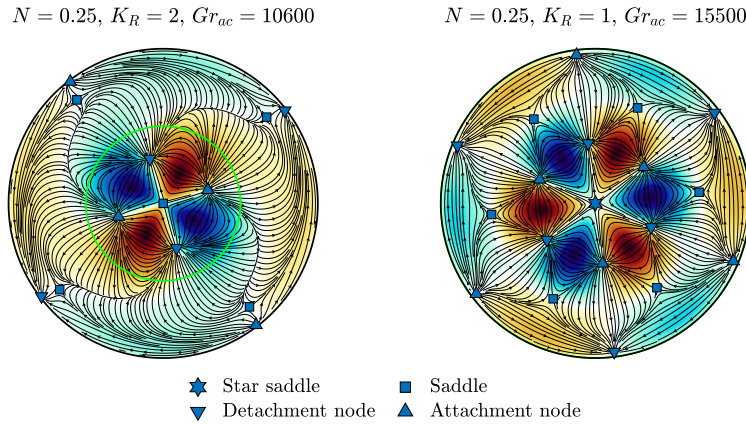 N = 0.25, K_R = 2, Gr_ac = 10600
N = 0.25, K_R = 1, Gr_ac = 15500
Star saddle
Saddle
Detachment node
Attachment node